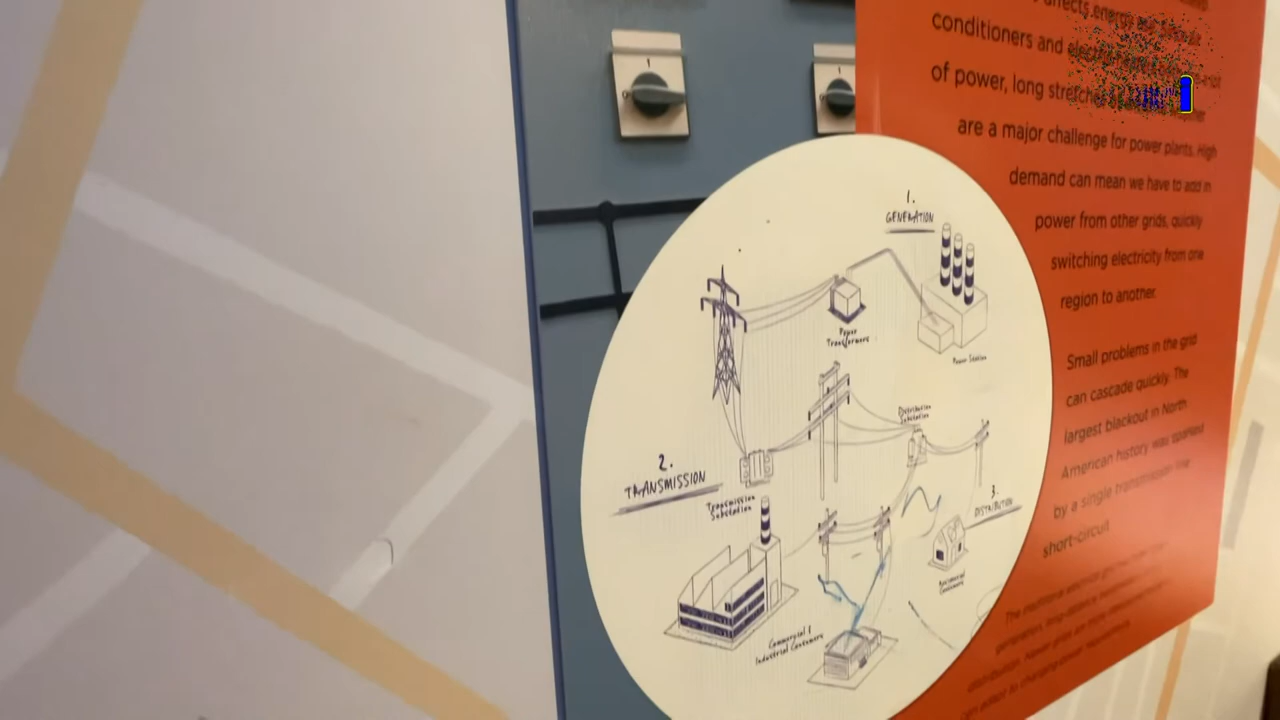 conditioners and
of power, long
are a major challenge for power plants. High
demand can mean we have to add in
power from other grids, quickly
switching electricity from one
region to another.
Small problems in the grid
can cascade quickly. The
largest blackout in North
American history was sparked
by a single transmission line
short-circuit.
1.
GENERATION
Power
Transformers
Power Station
Distribution
Substation
2.
TRANSMISSION
Transmission
Substation
3.
DISTRIBUTION
Commercial &
Industrial Customers
Residential
Customers